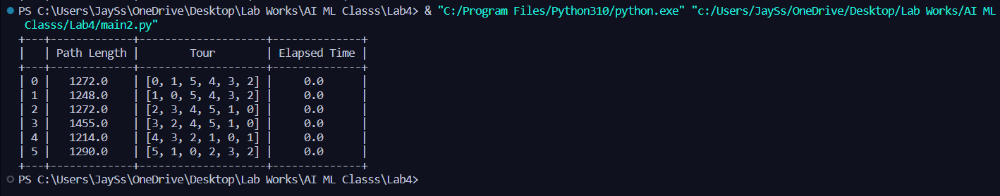 PS C:\Users\JaySs\OneDrive\Desktop\Lab Works\AI ML Classs\Lab4> & "C:/Program Files/Python310/python.exe" "c:/Users/JaySs/OneDrive/Desktop/Lab Works/AI ML
Classs/Lab4/main2.py"
+---+-------------+--------------------+--------------+
|   | Path Length |        Tour        | Elapsed Time |
+---+-------------+--------------------+--------------+
| 0 |   1272.0    | [0, 1, 5, 4, 3, 2] |     0.0      |
| 1 |   1248.0    | [1, 0, 5, 4, 3, 2] |     0.0      |
| 2 |   1272.0    | [2, 3, 4, 5, 1, 0] |     0.0      |
| 3 |   1455.0    | [3, 2, 4, 5, 1, 0] |     0.0      |
| 4 |   1214.0    | [4, 3, 2, 1, 0, 1] |     0.0      |
| 5 |   1290.0    | [5, 1, 0, 2, 3, 2] |     0.0      |
+---+-------------+--------------------+--------------+
PS C:\Users\JaySs\OneDrive\Desktop\Lab Works\AI ML Classs\Lab4>